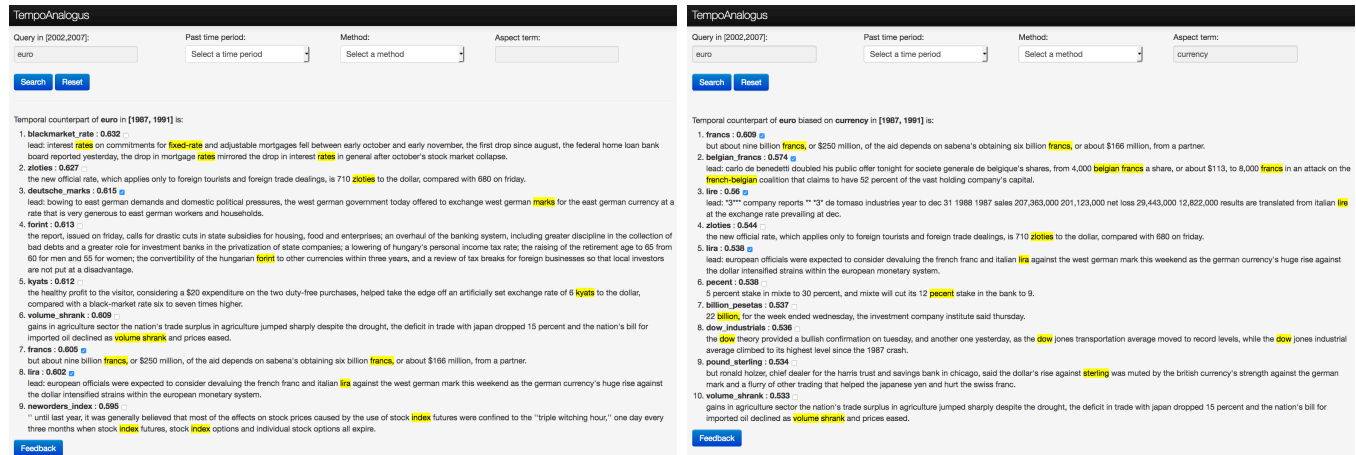 TempoAnalogus
Query in [2002,2007]:
Past time period:
Method:
Aspect term:
euro
Select a time period
Select a method
Search
Reset
Temporal counterpart of euro in [1987, 1991] is:
1. blackmarket_rate : 0.632
lead: interest rates on commitments for fixed-rate and adjustable mortgages fell between early october and early november, the first drop since august, the federal home loan bank
board reported yesterday, the drop in mortgage rates mirrored the drop in interest rates in general after october's stock market collapse.
2. zloties : 0.627
the new official rate, which applies only to foreign tourists and foreign trade dealings, is 710 zloties to the dollar, compared with 680 on friday.
3. deutsche_marks : 0.615
lead: bowing to east german demands and domestic political pressures, the west german government today offered to exchange west german marks for the east german currency at a
rate that is very generous to east german workers and households.
4. forint : 0.613
the report, issued on friday, calls for drastic cuts in state subsidies for housing, food and enterprises; an overhaul of the banking system, including greater discipline in the collection of
bad debts and a greater role for investment banks in the privatization of state companies; a lowering of hungary's personal income tax rate; the raising of the retirement age to 65 from
60 for men and 55 for women; the convertibility of the hungarian forint to other currencies within three years, and a review of tax breaks for foreign businesses so that local investors
are not put at a disadvantage.
5. kyats : 0.612
the healthy profit to the visitor, considering a $20 expenditure on the two duty-free purchases, helped take the edge off an artificially set exchange rate of 6 kyats to the dollar,
compared with a black-market rate six to seven times higher.
6. volume_shrank : 0.609
gains in agriculture sector the nation's trade surplus in agriculture jumped sharply despite the drought, the deficit in trade with japan dropped 15 percent and the nation's bill for
imported oil declined as volume shrank and prices eased.
7. francs : 0.605
but about nine billion francs, or $250 million, of the aid depends on sabena's obtaining six billion francs, or about $166 million, from a partner.
8. lira : 0.602
lead: european officials were expected to consider devaluing the french franc and italian lira against the west german mark this weekend as the german currency's huge rise against
the dollar intensified strains within the european monetary system.
9. neworders_index : 0.595
'' until last year, it was generally believed that most of the effects on stock prices caused by the use of stock index futures were confined to the ''triple witching hour,'' one day every
three months when stock index futures, stock index options and individual stock options all expire.
Feedback
TempoAnalogus
Query in [2002,2007]:
Past time period:
Method:
Aspect term:
euro
Select a time period
Select a method
currency
Search
Reset
Temporal counterpart of euro biased on currency in [1987, 1991] is:
1. francs : 0.609
but about nine billion francs, or $250 million, of the aid depends on sabena's obtaining six billion francs, or about $166 million, from a partner.
2. belgian_francs : 0.574
lead: carlo de benedetti doubled his public offer tonight for societe generale de belgique's shares, from 4,000 belgian francs a share, or about $113, to 8,000 francs in an attack on the
french-belgian coalition that claims to have 52 percent of the vast holding company's capital.
3. lire : 0.56
lead: *3*** company reports ** *3* de tomaso industries year to dec 31 1988 1987 sales 207,363,000 201,123,000 net loss 29,443,000 12,822,000 results are translated from italian lire
at the exchange rate prevailing at dec.
4. zloties : 0.544
the new official rate, which applies only to foreign tourists and foreign trade dealings, is 710 zloties to the dollar, compared with 680 on friday.
5. lira : 0.538
lead: european officials were expected to consider devaluing the french franc and italian lira against the west german mark this weekend as the german currency's huge rise against
the dollar intensified strains within the european monetary system.
6. pecent : 0.538
5 percent stake in mixte to 30 percent, and mixte will cut its 12 pecent stake in the bank to 9.
7. billion_pesetas : 0.537
22 billion, for the week ended wednesday, the investment company institute said thursday.
8. dow_industrials : 0.536
the dow theory provided a bullish confirmation on tuesday, and another one yesterday, as the dow jones transportation average moved to record levels, while the dow jones industrial
average climbed to its highest level since the 1987 crash.
9. pound_sterling : 0.534
but ronald holzer, chief dealer for the harris trust and savings bank in chicago, said the dollar's rise against sterling was muted by the british currency's strength against the german
mark and a flurry of other trading that helped the japanese yen and hurt the swiss franc.
10. volume_shrank : 0.533
gains in agriculture sector the nation's trade surplus in agriculture jumped sharply despite the drought, the deficit in trade with japan dropped 15 percent and the nation's bill for
imported oil declined as volume shrank and prices eased.
Feedback